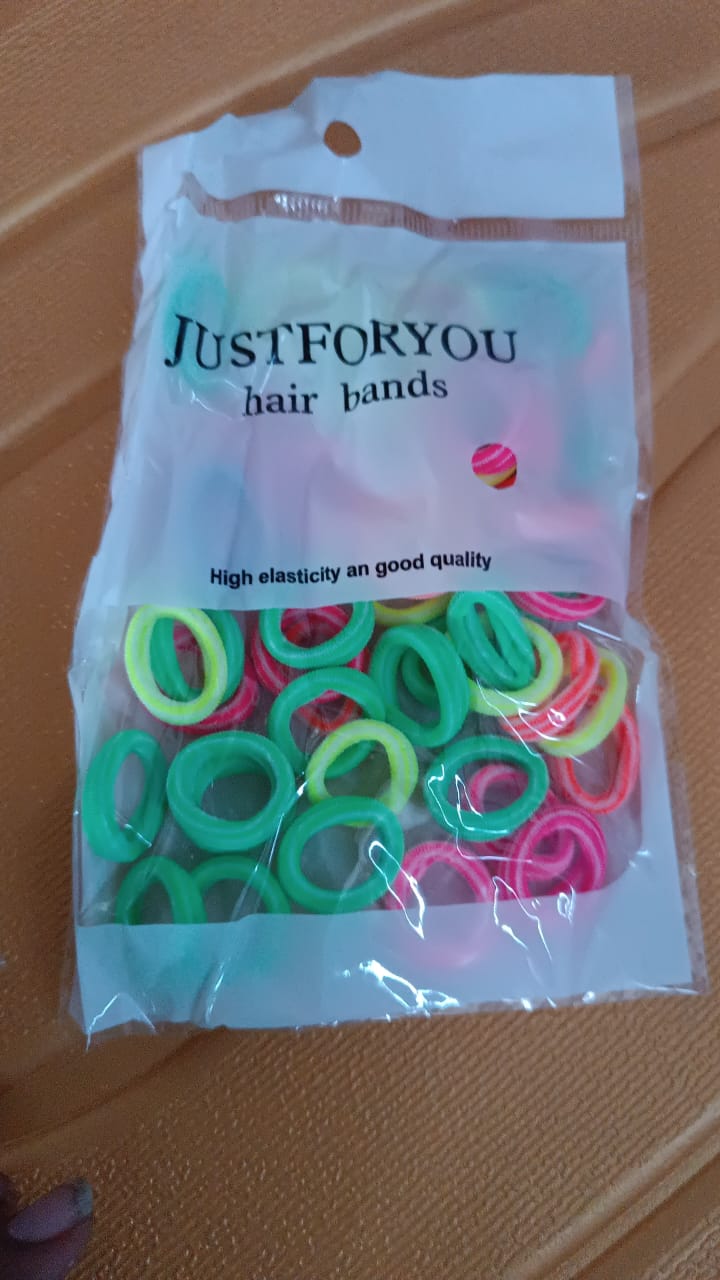 JUSTFORYOU
hair bands
High elasticity an good quality